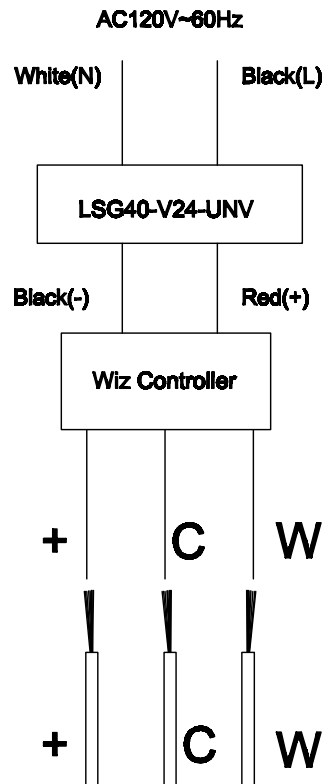 AC120V~60Hz
White(N) Black(L)
LSG40-V24-UNV
Black(-) Red(+)
Wiz Controller
+ C W
+ C W